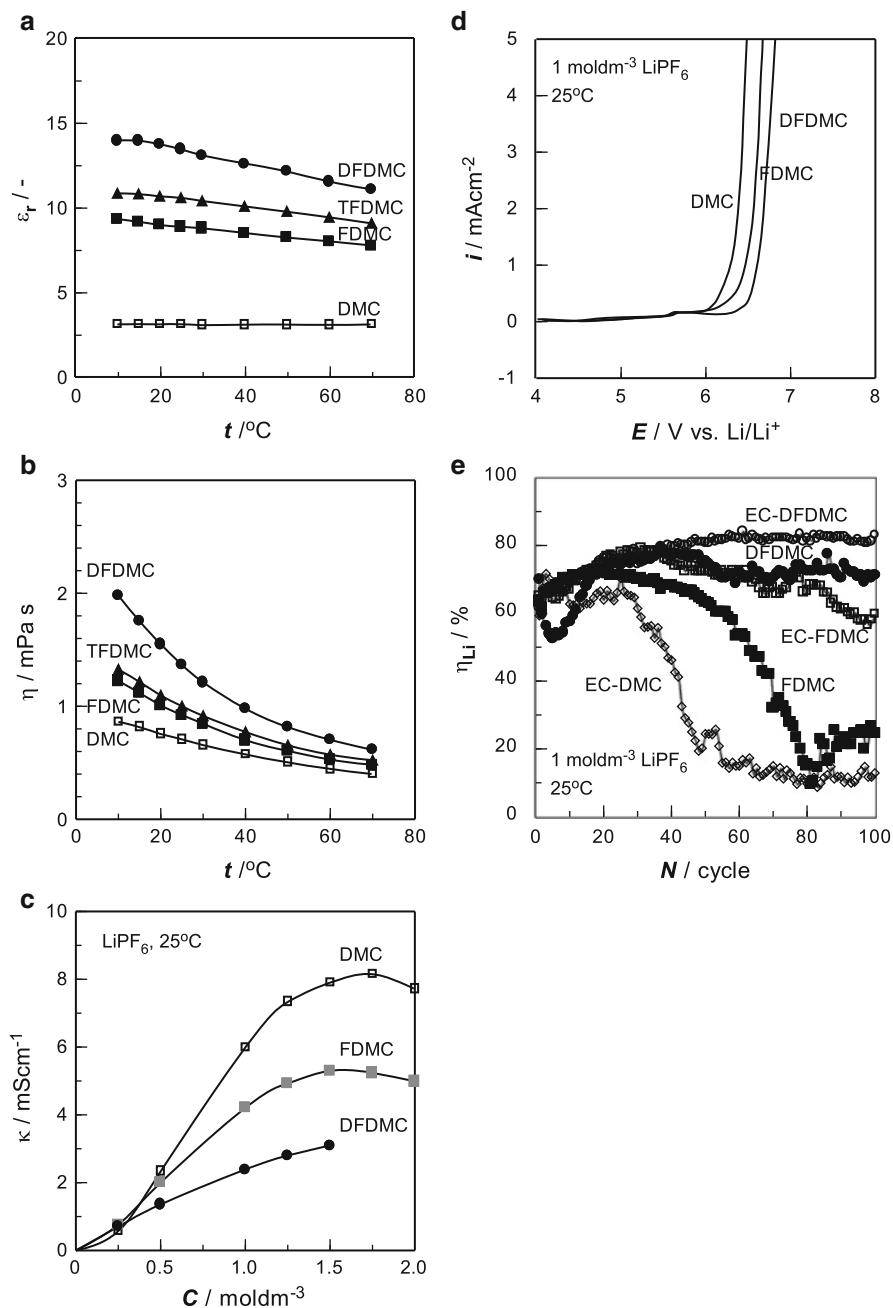 a
20
15
10
5
0
εr / -
DFDMC
TFDMC
FDMC
DMC
0 20 40 60 80
t /°C
b
3
2
1
0
η / mPa s
DFDMC
TFDMC
FDMC
DMC
0 20 40 60 80
t /°C
c
10
8
6
4
2
0
κ / mScm⁻¹
LiPF₆, 25°C
DMC
FDMC
DFDMC
0 0.5 1.0 1.5 2.0
C / moldm⁻³
d
5
4
3
2
1
0
-1
i / mAcm⁻²
1 moldm⁻³ LiPF₆
25°C
DFDMC
FDMC
DMC
4 5 6 7 8
E / V vs. Li/Li⁺
e
100
80
60
40
20
0
ηLi / %
EC-DFDMC
DFDMC
EC-FDMC
EC-DMC
FDMC
1 moldm⁻³ LiPF₆
25°C
0 20 40 60 80 100
N / cycle